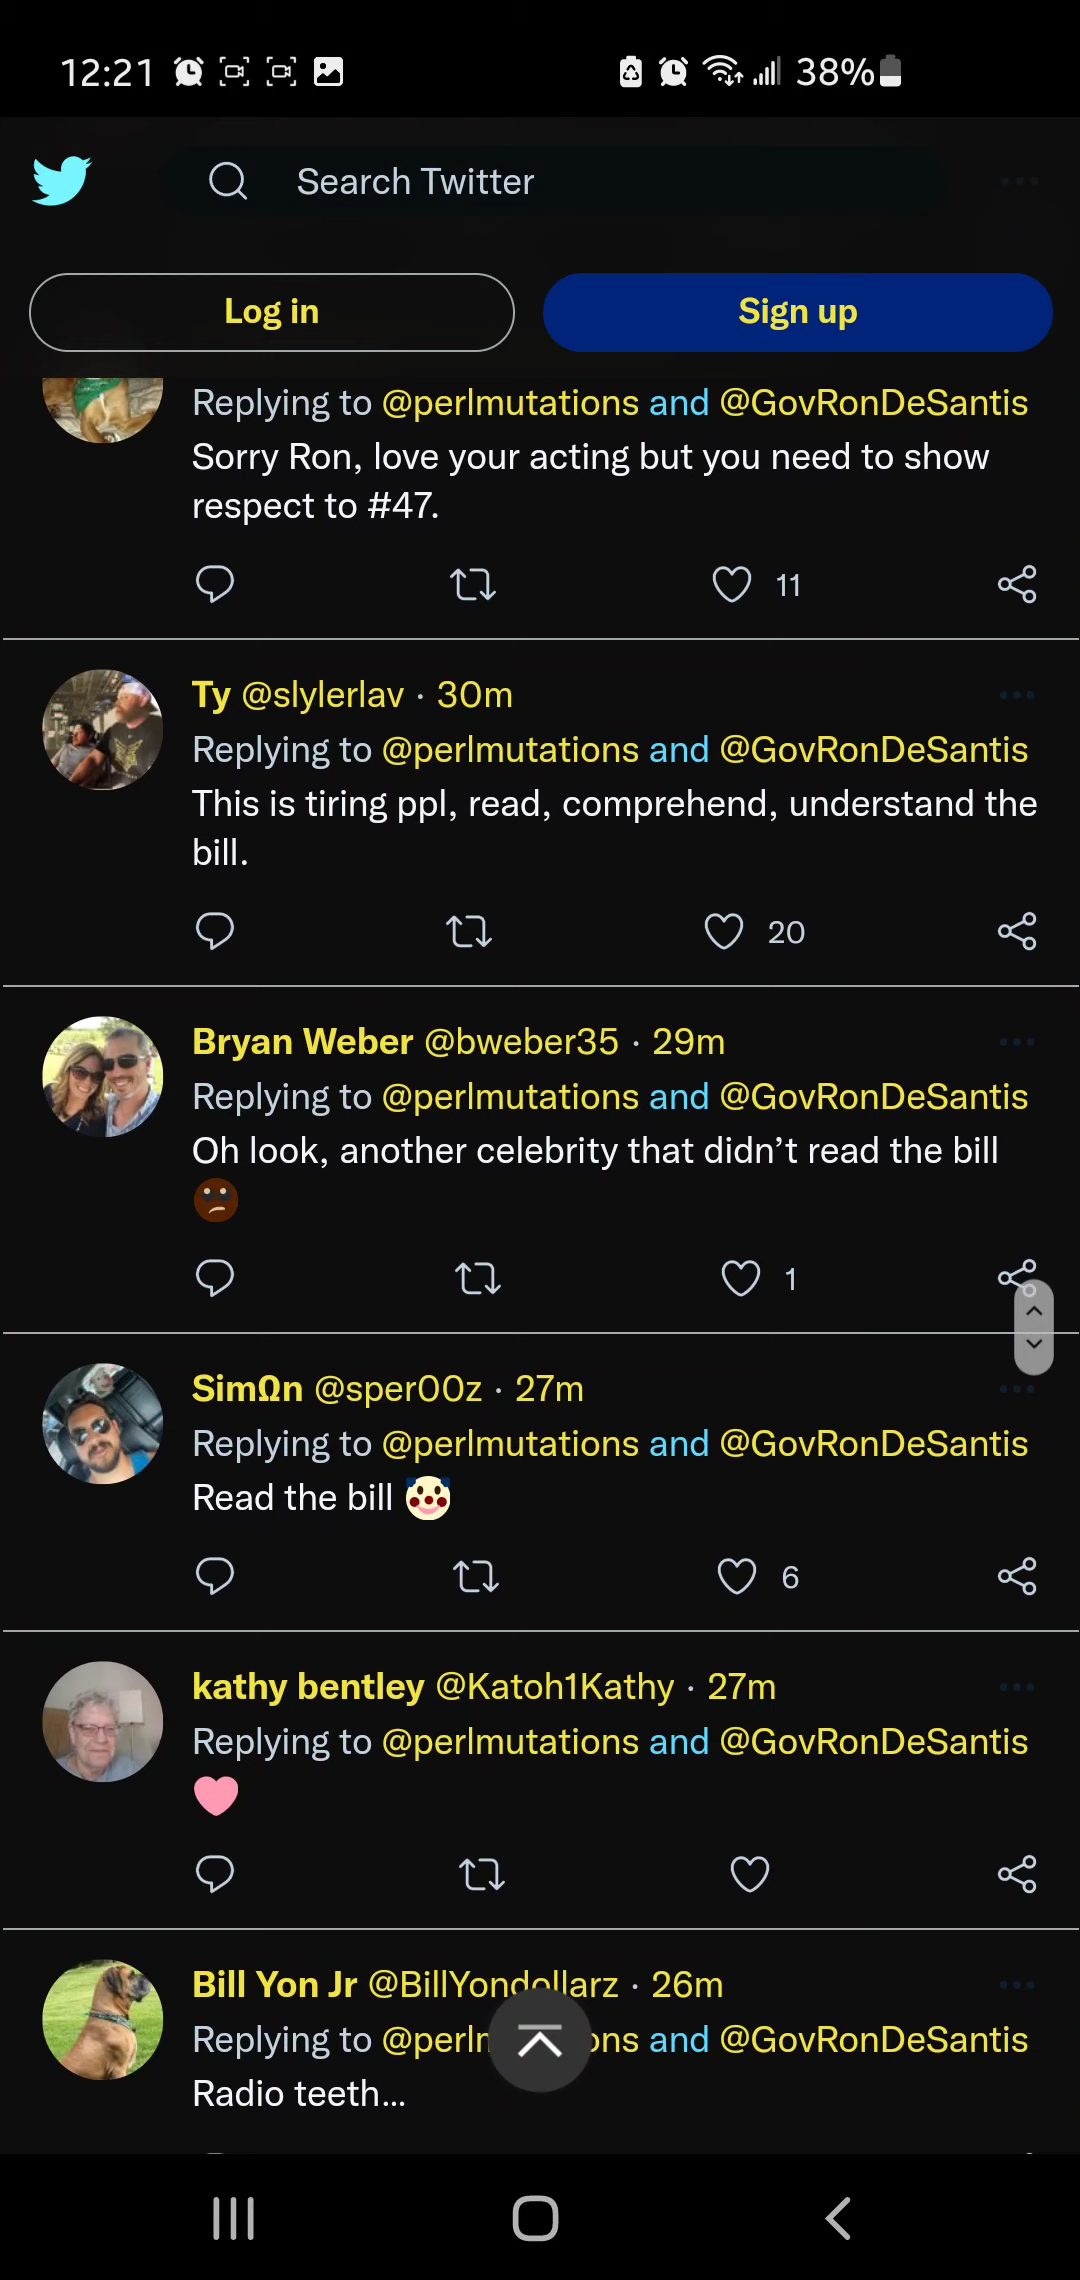 12:21 38%
Search Twitter
Log in Sign up
Replying to @perlmutations and @GovRonDeSantis
Sorry Ron, love your acting but you need to show
respect to #47.
11
Ty @slylerlav · 30m
Replying to @perlmutations and @GovRonDeSantis
This is tiring ppl, read, comprehend, understand the
bill.
20
Bryan Weber @bweber35 · 29m
Replying to @perlmutations and @GovRonDeSantis
Oh look, another celebrity that didn’t read the bill
🙄
1
SimΩn @sper00z · 27m
Replying to @perlmutations and @GovRonDeSantis
Read the bill 🤡
6
kathy bentley @Katoh1Kathy · 27m
Replying to @perlmutations and @GovRonDeSantis
Bill Yon Jr @BillYondollarz · 26m
Replying to and @GovRonDeSantis
Radio teeth...